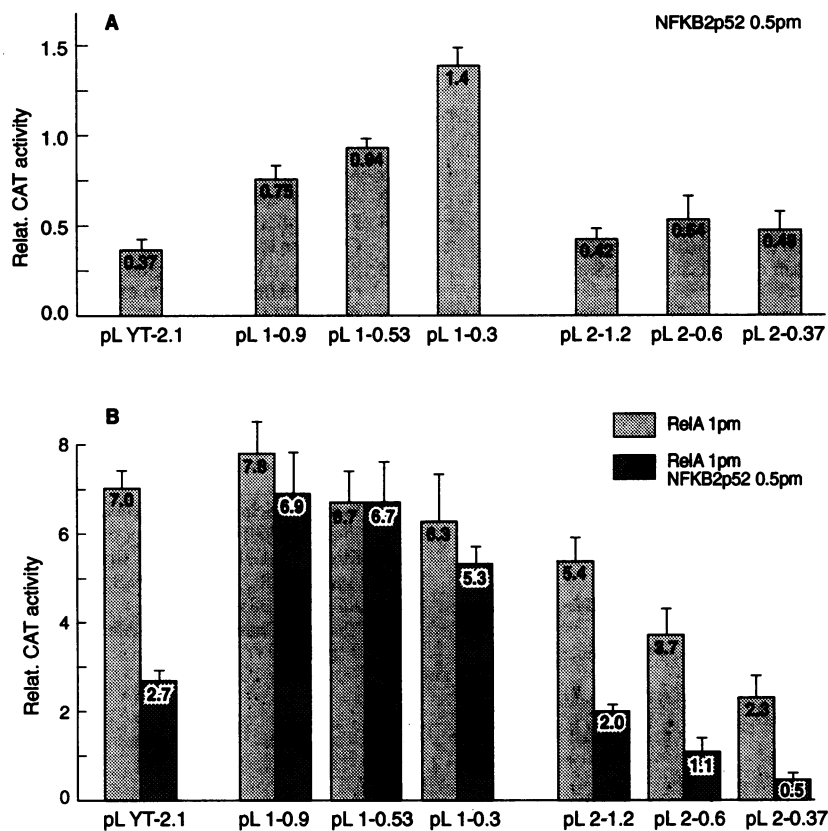 A
NFKB2p52 0.5pm
Relat. CAT activity
1.5
1.0
0.5
0.0
0.37
0.75
0.94
1.4
0.42
0.54
0.48
pL YT-2.1
pL 1-0.9
pL 1-0.53
pL 1-0.3
pL 2-1.2
pL 2-0.6
pL 2-0.37
B
RelA 1pm
RelA 1pm
NFKB2p52 0.5pm
Relat. CAT activity
8
6
4
2
0
7.0
2.7
7.8
6.9
6.7
6.7
6.3
5.3
5.4
2.0
3.7
1.1
2.3
0.5
pL YT-2.1
pL 1-0.9
pL 1-0.53
pL 1-0.3
pL 2-1.2
pL 2-0.6
pL 2-0.37